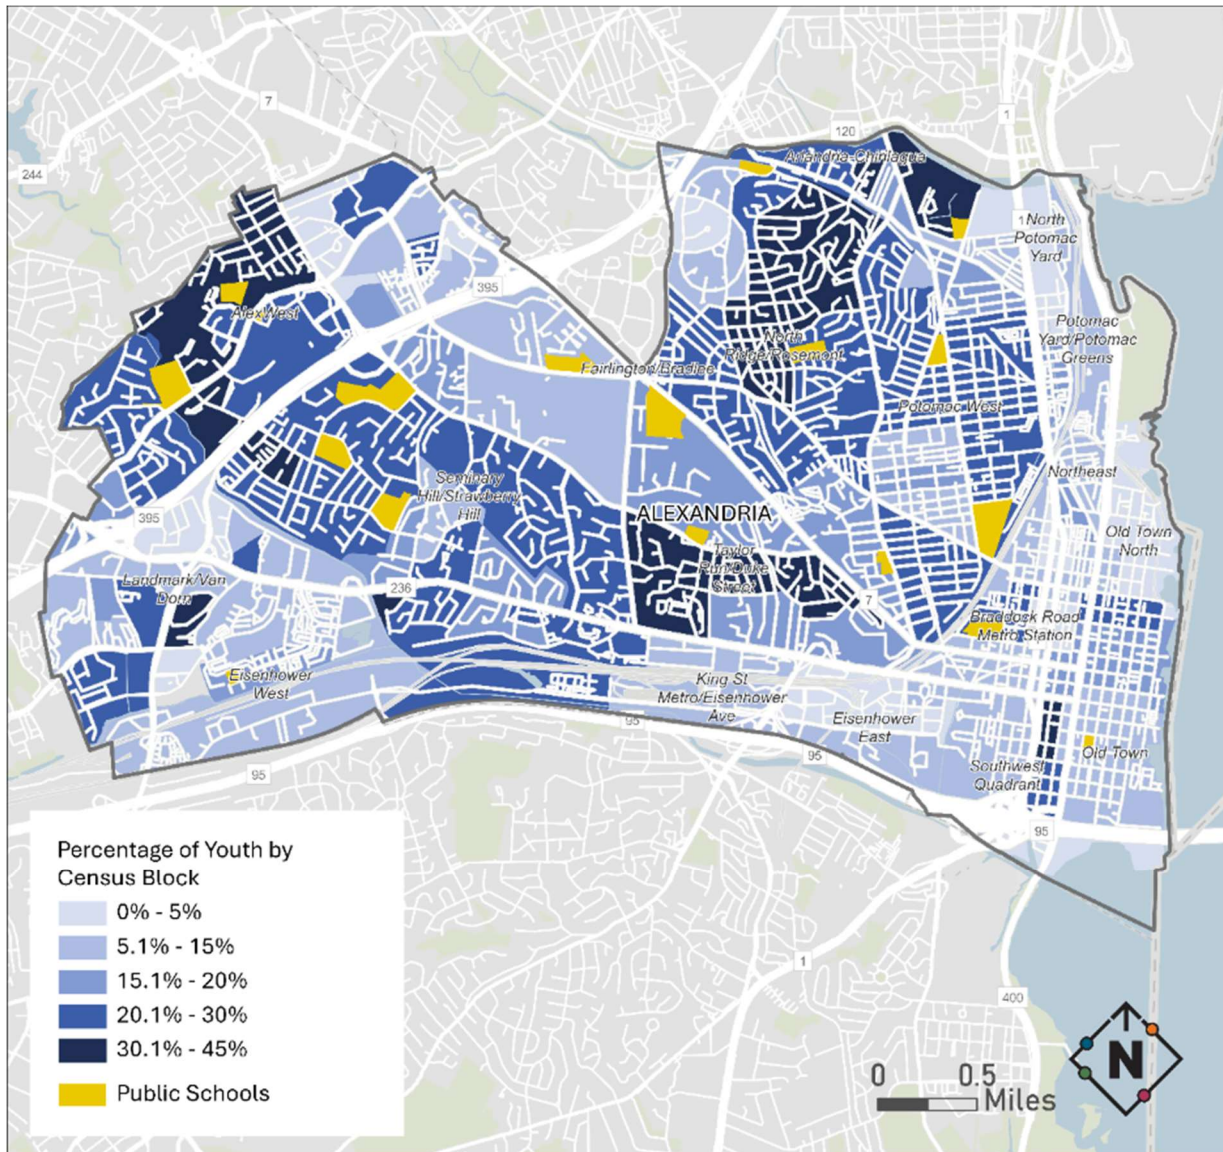 120
1
7
Arlandria-Chirilagua
244
1
North
Potomac
Yard
395
Alex West
Potomac
Yard/Potomac
Greens
North
Ridge/Rosemont
Fairlington/Bradlee
Potomac West
Northeast
Seminary
Hill/Strawberry
Hill
395
ALEXANDRIA
Old Town
North
Taylor
Run/Duke
Street
Landmark/Van
Dorn
236
7
Braddock Road
Metro Station
Eisenhower
West
King St
Metro/Eisenhower
Ave
Eisenhower
East
95
95
95
Old Town
Southwest
Quadrant
95
Percentage of Youth by
Census Block
0% - 5%
5.1% - 15%
15.1% - 20%
20.1% - 30%
30.1% - 45%
Public Schools
1
400
N
0 0.5
Miles